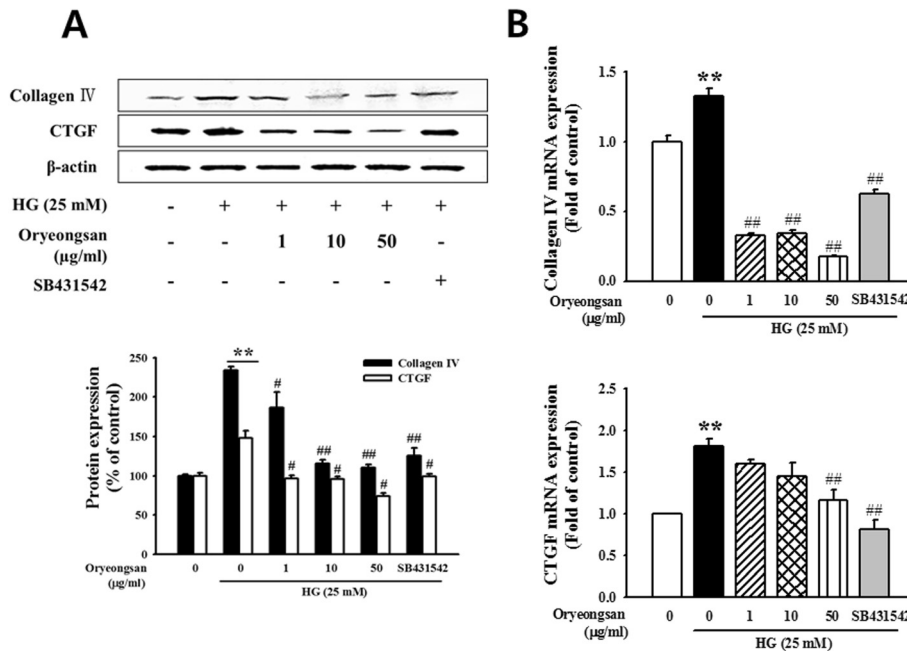 A
Collagen Ⅳ
CTGF
β-actin
HG (25 mM) - + + + + +
Oryeongsan (μg/ml) - - 1 10 50 -
SB431542 - - - - - +
Protein expression
(% of control)
250
200
150
100
50
0
**
#
#
##
#
##
#
##
#
Collagen IV
CTGF
Oryeongsan (μg/ml) 0 0 1 10 50 SB431542
HG (25 mM)
B
Collagen IV mRNA expression
(Fold of control)
1.5
1.0
0.5
0.0
**
##
##
##
##
Oryeongsan (μg/ml) 0 0 1 10 50 SB431542
HG (25 mM)
CTGF mRNA expression
(Fold of control)
2.5
2.0
1.5
1.0
0.5
0.0
**
##
##
Oryeongsan (μg/ml) 0 0 1 10 50 SB431542
HG (25 mM)